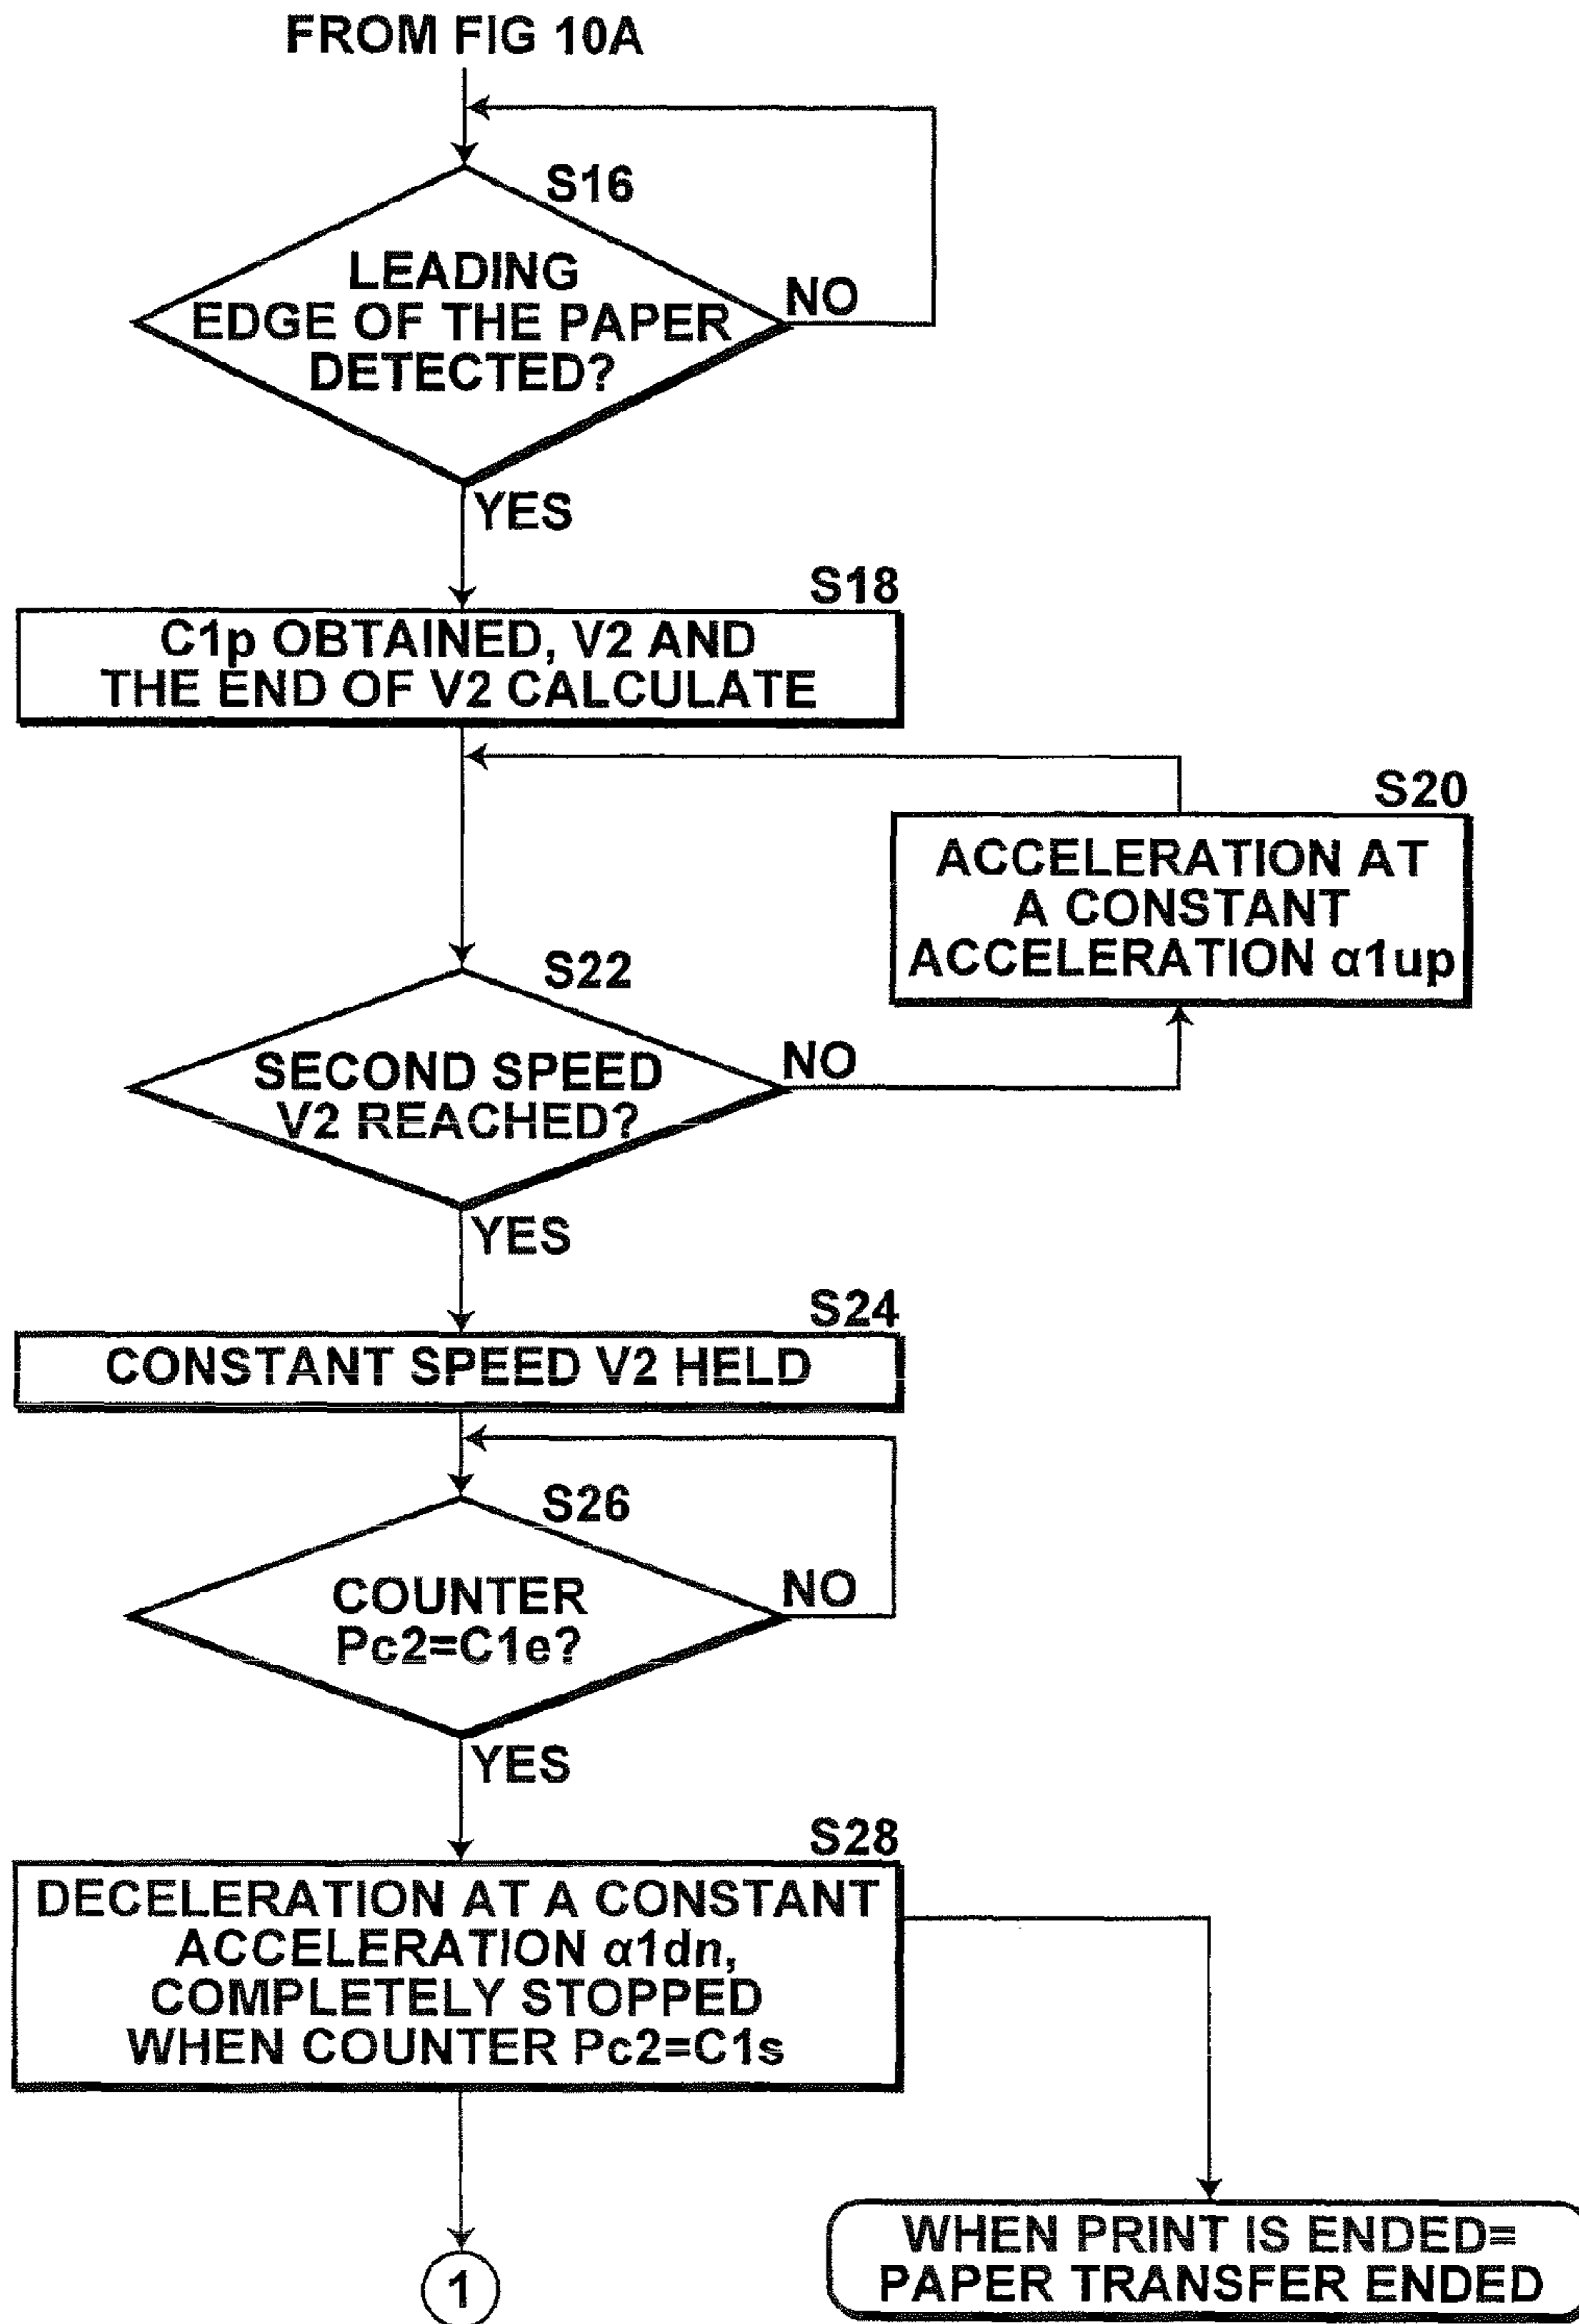 FROM FIG 10A
S16
LEADING
EDGE OF THE PAPER
DETECTED?
NO
YES
S18
C1p OBTAINED, V2 AND
THE END OF V2 CALCULATE
S20
ACCELERATION AT
A CONSTANT
ACCELERATION α1up
S22
SECOND SPEED
V2 REACHED?
NO
YES
S24
CONSTANT SPEED V2 HELD
S26
COUNTER
Pc2=C1e?
NO
YES
S28
DECELERATION AT A CONSTANT
ACCELERATION α1dn,
COMPLETELY STOPPED
WHEN COUNTER Pc2=C1s
WHEN PRINT IS ENDED=
PAPER TRANSFER ENDED
1